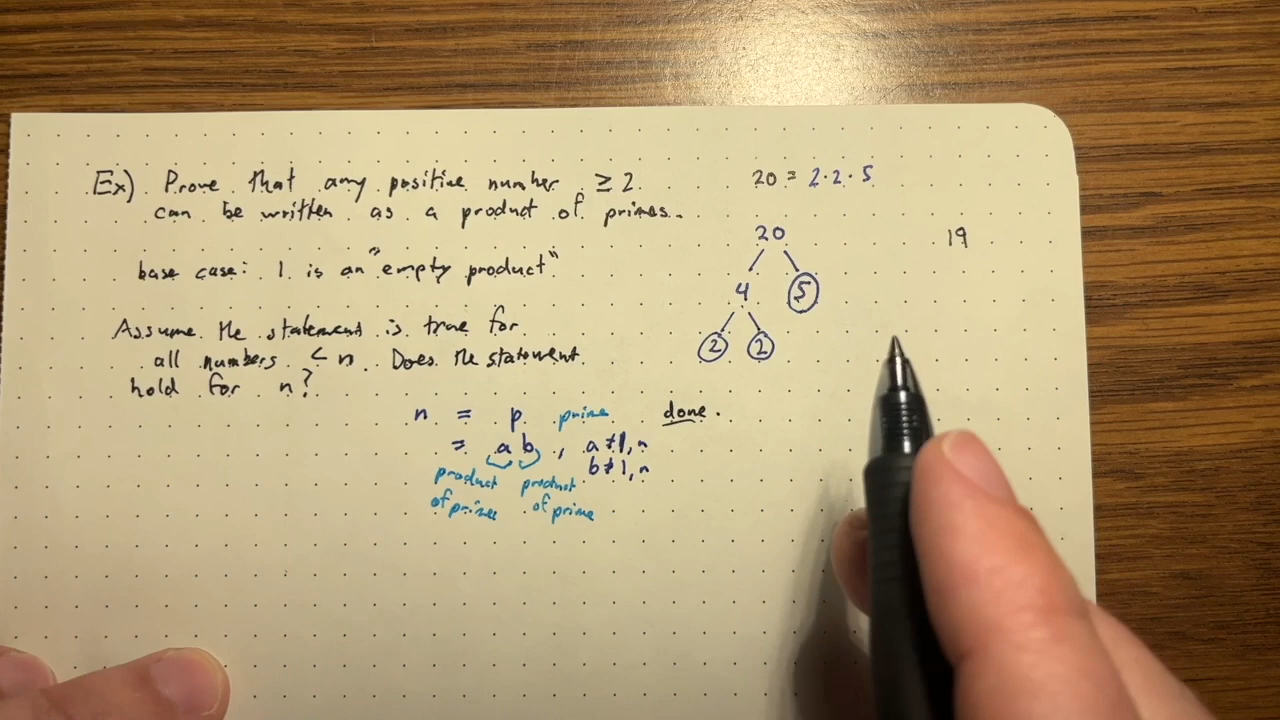 Ex) Prove that any positive number ≥ 2
can be written as a product of primes.
base case: 1 is an "empty product"
Assume the statement is true for
all numbers < n. Does the statement
hold for n?
n = p prime done.
= ab, a ≠ 1, n
b ≠ 1, n
product product
of primes of prime
20 = 2·2·5
20
19
4 5
2 2